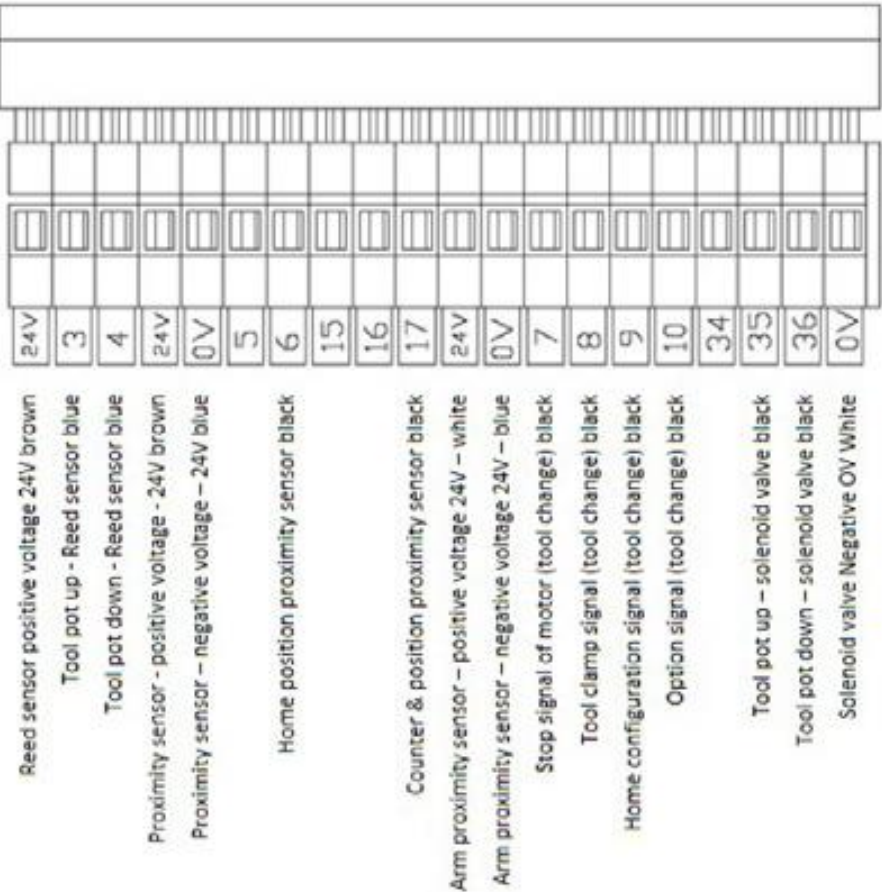 24V
3
4
24V
0V
5
6
15
16
17
24V
0V
7
8
9
10
34
35
36
0V
Reed sensor positive voltage 24V brown
Tool pot up - Reed sensor blue
Tool pot down - Reed sensor blue
Proximity sensor - positive voltage - 24V brown
Proximity sensor – negative voltage – 24V blue
Home position proximity sensor black
Counter & position proximity sensor black
Arm proximity sensor – positive voltage 24V – white
Arm proximity sensor – negative voltage 24V – blue
Stop signal of motor (tool change) black
Tool clamp signal (tool change) black
Home configuration signal (tool change) black
Option signal (tool change) black
Tool pot up – solenoid valve black
Tool pot down – solenoid valve black
Solenoid valve Negative OV White